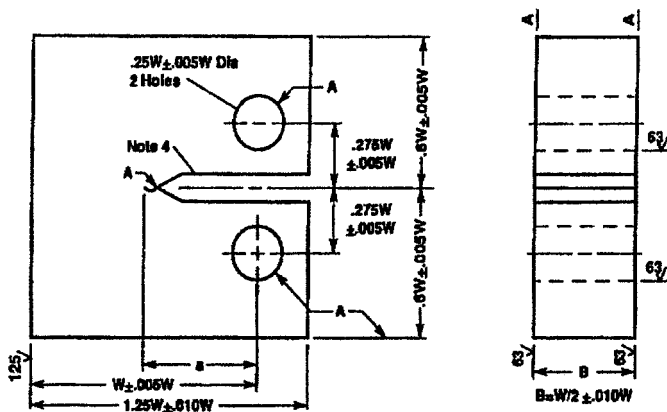 .25W±.005W Dia
2 Holes
A
.275W
±.005W
Note 4
A
.275W
±.005W
A
.6W±.005W
.6W±.005W
125
a
W±.005W
1.25W±.010W
A
A
63
63
63
63
B
B=W/2 ±.010W